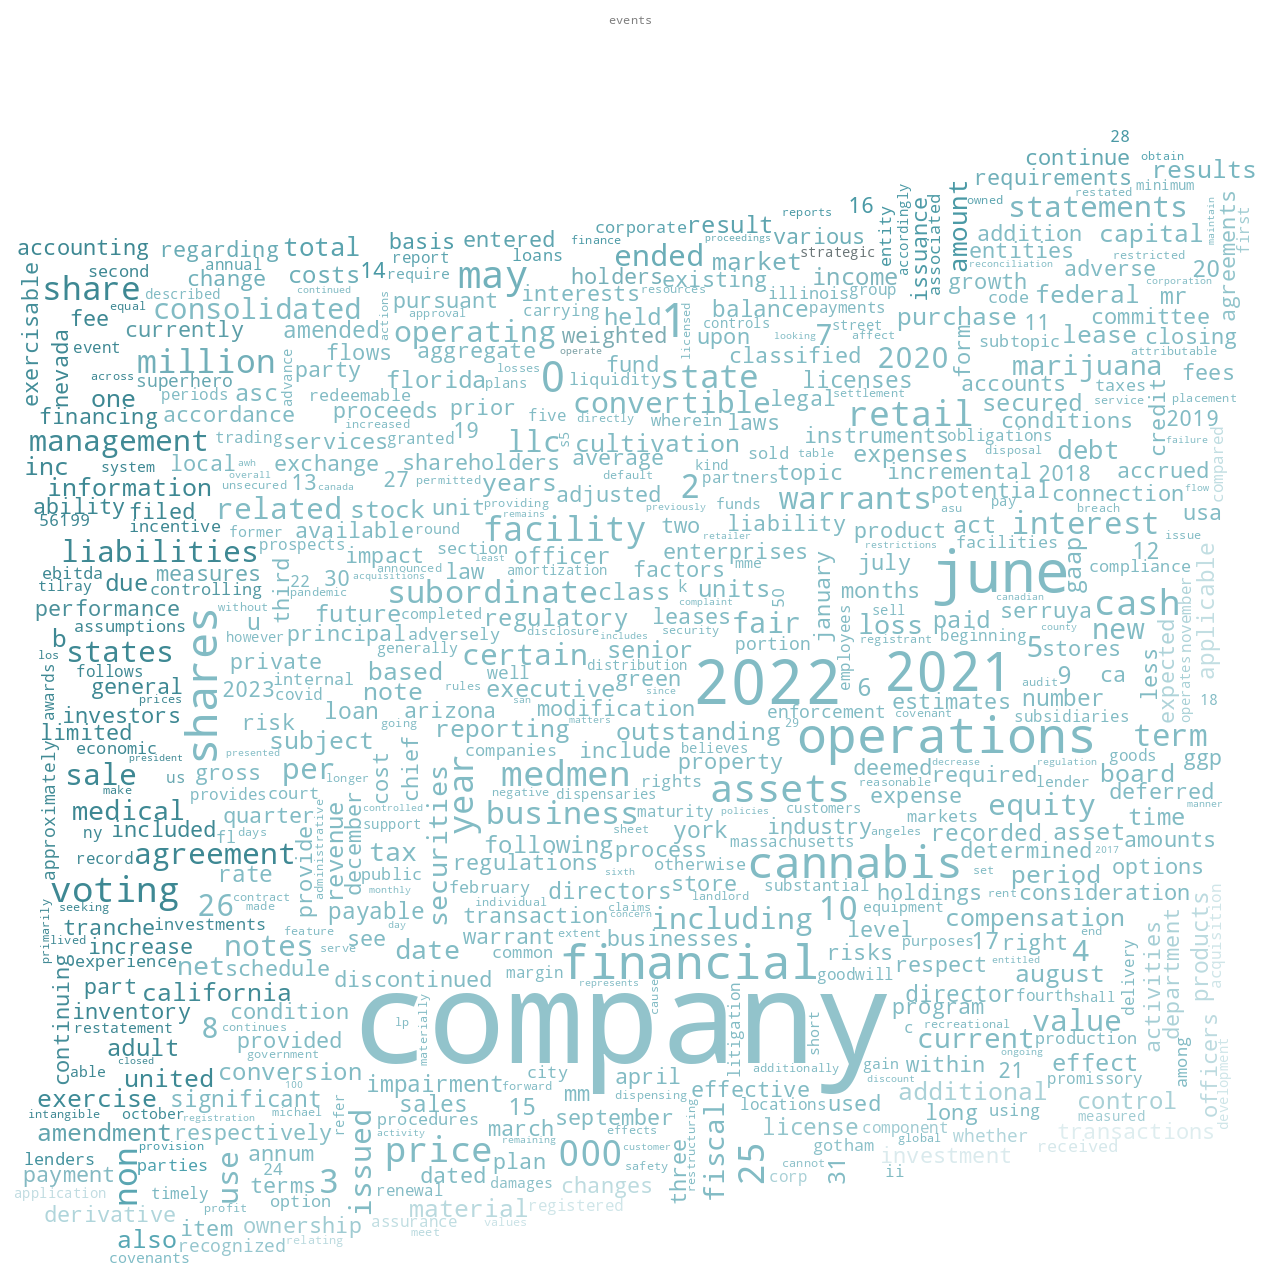 events
28
continue obtain
requirements results
minimum
restated
owned
statements
16
reports
corporate result
entity
accordingly
associated
issuance
amount
addition capital
agreements
maintain
first
accounting regarding total basis entered
finance
proceedings
various
strategic
ended market
entities
restricted
reconciliation
adverse 20
second annual change costs 14 report loans
require
holders existing
resources
income
growth
corporation
exercisable
share described
continued
may
interests illinois group
code federal mr
equal
consolidated
actions
pursuant
approval
carrying held 1
licensed
balance payments
controls
street
purchase 11 committee
fee currently amended operating weighted upon 7
affect
subtopic lease closing
nevada
event
million party flows aggregate
operate
looking
classified 2020 form marijuana
attributable
fees
across superhero
advance
florida plans
losses
liquidity fund state
licenses accounts taxes
service
placement
one periods asc redeemable 0 convertible legal
settlement
secured
credit
2019
financing accordance
increased
proceeds prior five directly wherein laws retail conditions
management trading services granted 19 llc s5 cultivation instruments obligations debt
failure
compared
inc system local
awh
exchange shareholders average
kind
sold table expenses
disposal
overall
unsecured 13
canada
27
permitted
years
default
partners topic incremental 2018 accrued
flow
information
ability filed related stock unit
providing
adjusted 2
previously
funds warrants potential connection
asu
pay
breach
usa
56199 incentive former available round facility
remains
two
retailer
liability product act interest
issue
liabilities prospects impact section
least
officer enterprises
restrictions
facilities 12
ebitda due measures third 22 30
acquisitions
announced
law amortization factors mme july june gaap compliance
tilray controlling
pandemic
subordinate class k units
complaint
50
january
months
canadian
cash applicable
performance
without
future completed regulatory leases fair
employees
sell
loss paid serruya
county
new
assumptions u
however
principal adversely
disclosure
includes
security
portion
registrant
beginning 5 stores
november
b states
los
private
generally
certain senior
audit
less
follows internal based well distribution 2022 2021 9 ca expected
operates
general 2023 covid note
rules
executive green
since
6 estimates number
18
awards
prices
investors risk loan
going
arizona
san
modification
enforcement
covenant
subsidiaries
limited
president
shares subject chief reporting
matters
outstanding
29
operations term
economic
presented
companies include believes
property deemed
decrease
regulation
goods ggp
approximately
sale
make
us gross per
longer
cost year medmen rights
reasonable
required lender board
provides court
negative
dispensaries assets expense deferred
manner
medical
controlled
securities business maturity
policies
customers markets equity time
ny included fl
days
quarter
administrative
revenue
december
support
sheet
york
massachusetts
industry
angeles
recorded asset amounts
record agreement provide tax following process cannabis determined
2017
rate public regulations otherwise
set
period options
voting
contract
monthly
february
sixth
directors store
substantial
landlord
holdings
rent
consideration
seeking
made
26 payable
individual
transaction
claims
10 equipment compensation
tranche investments
feature
day
concern
including level
end
primarily
lived
increase notes
serve
see date warrant
extent
businesses
risks
purposes
17 right 4
0 experience net schedule discontinued common margin
represents
financial goodwill respect
entitled
activities
department
products
acquisition
part california
cause
director fourth shall
delivery
august
continuing
inventory condition company
materially
litigation
program
restatement 8
continues
lp
short
c
recreational
value
adult provided
current production
able
closed
government
additionally
gain within
ongoing
among
effect
united conversion impairment
forward
city mm april
discount
21 promissory
exercise significant
100
dispensing
effective additional control officers
development
intangible october
registration
michael
refer
sales 15
september
locations used long using
measured
amendment respectively
activity
procedures march
remaining
000
customer
restructuring
license component
global
whether transactions
lenders
provision
parties annum issued price plan
safety
three
fiscal
25
gotham
cannot
31
investment received
ii
payment non use 24
dated damages
corp
application timely
profit
terms 3 renewal changes
derivative option material registered
item ownership
assurance
values
meet
also recognized
relating
covenants